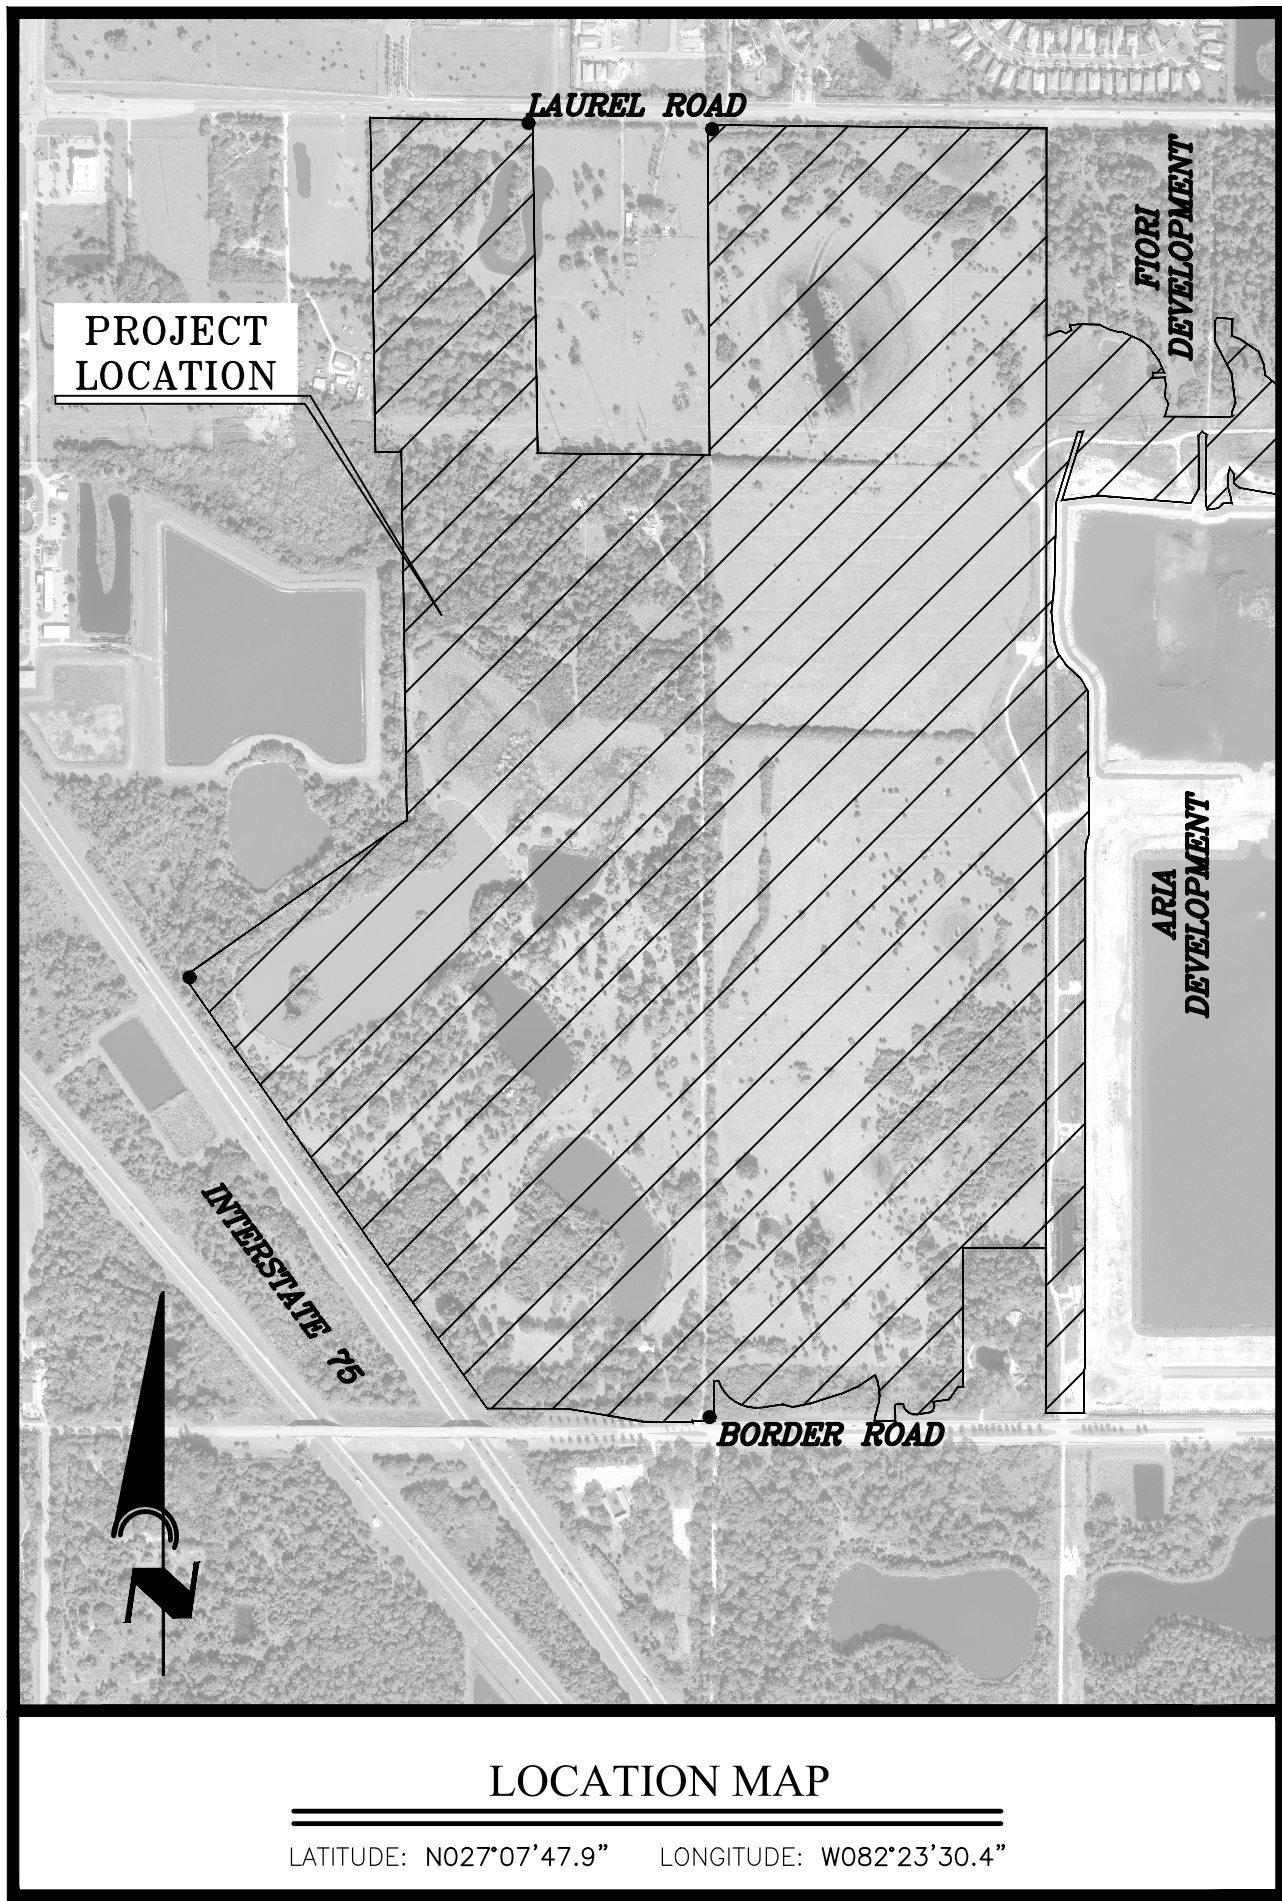 LAUREL ROAD
FIORI
DEVELOPMENT
PROJECT
LOCATION
ARIA
DEVELOPMENT
INTERSTATE 75
BORDER ROAD
N
LOCATION MAP
LATITUDE: N027°07'47.9" LONGITUDE: W082°23'30.4"